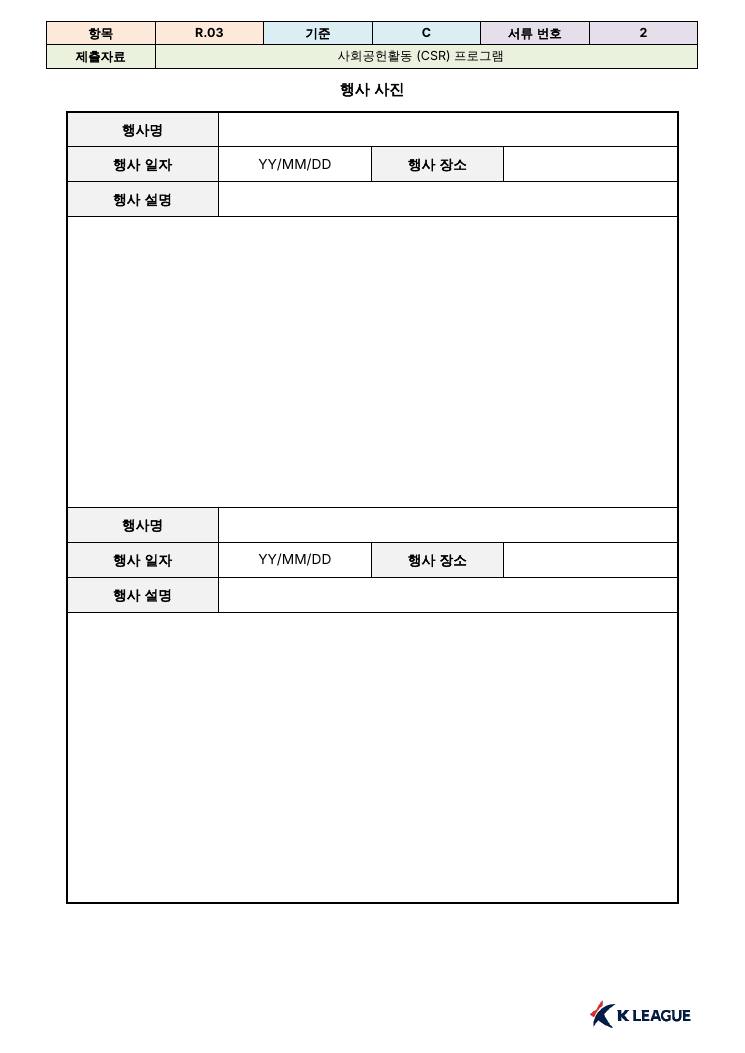 항목 R.03 기준 C 서류 번호 2
제출자료 사회공헌활동 (CSR) 프로그램
행사 사진
행사명
행사 일자 YY/MM/DD 행사 장소
행사 설명
행사명
행사 일자 YY/MM/DD 행사 장소
행사 설명
K LEAGUE